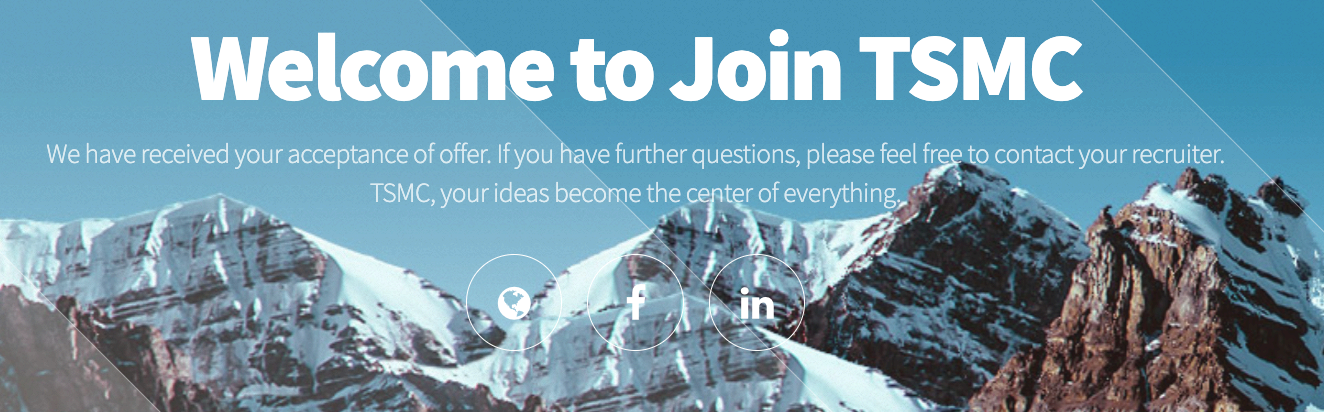 Welcome to Join TSMC
We have received your acceptance of offer. If you have further questions, please feel free to contact your recruiter.
TSMC, your ideas become the center of everything.
f
in